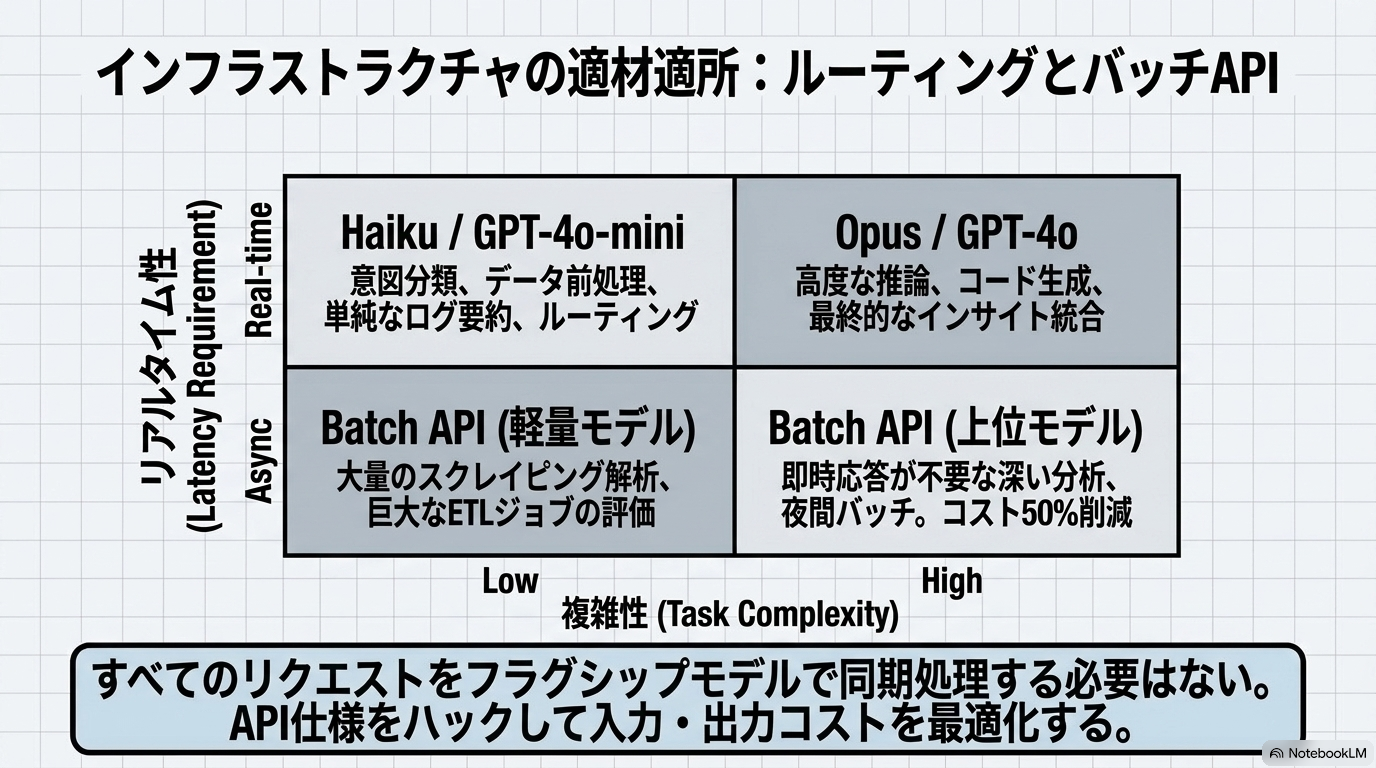 インフラストラクチャの適材適所：ルーティングとバッチAPI
リアルタイム性
(Latency Requirement)
Real-time
Haiku / GPT-4o-mini
意図分類、データ前処理、
単純なログ要約、ルーティング
Opus / GPT-4o
高度な推論、コード生成、
最終的なインサイト統合
Async
Batch API (軽量モデル)
大量のスクレイピング解析、
巨大なETLジョブの評価
Batch API (上位モデル)
即時応答が不要な深い分析、
夜間バッチ。コスト50%削減
Low
High
複雑性 (Task Complexity)
すべてのリクエストをフラグシップモデルで同期処理する必要はない。
API仕様をハックして入力・出力コストを最適化する。
NotebookLM